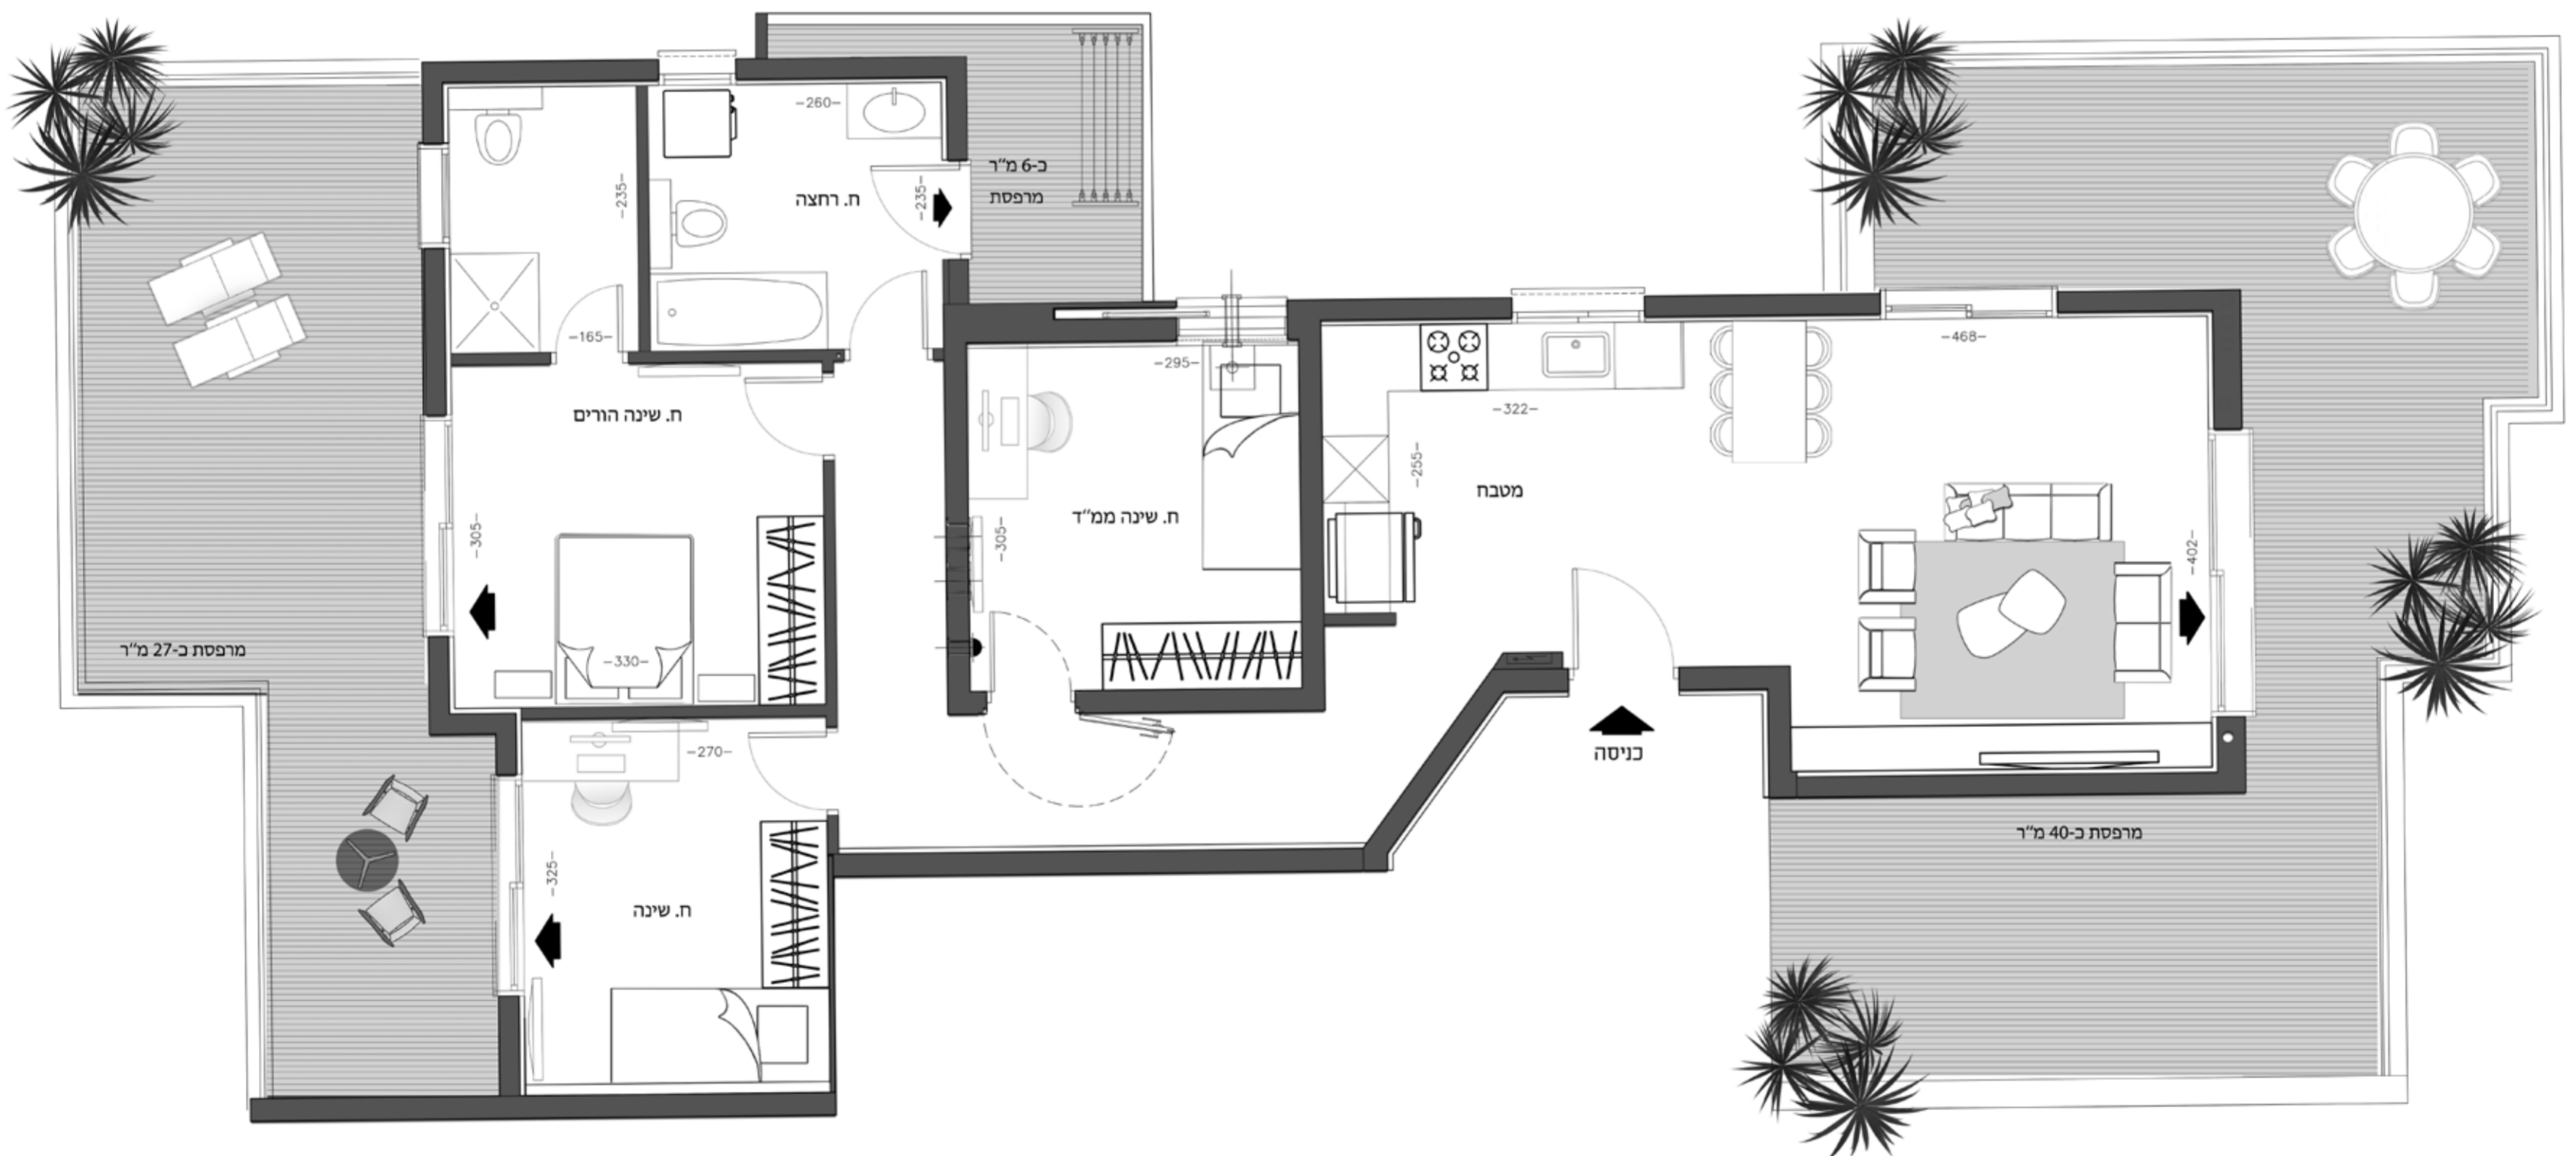 -260-
כ-6 מ״ר
מרפסת
-235-
ח. רחצה
-235-
-165-
-468-
-295-
-322-
ח. שינה הורים
-255-
מטבח
ח. שינה ממ״ד
-305-
-305-
-402-
מרפסת כ-27 מ״ר
-330-
כניסה
-270-
מרפסת כ-40 מ״ר
-325-
ח. שינה